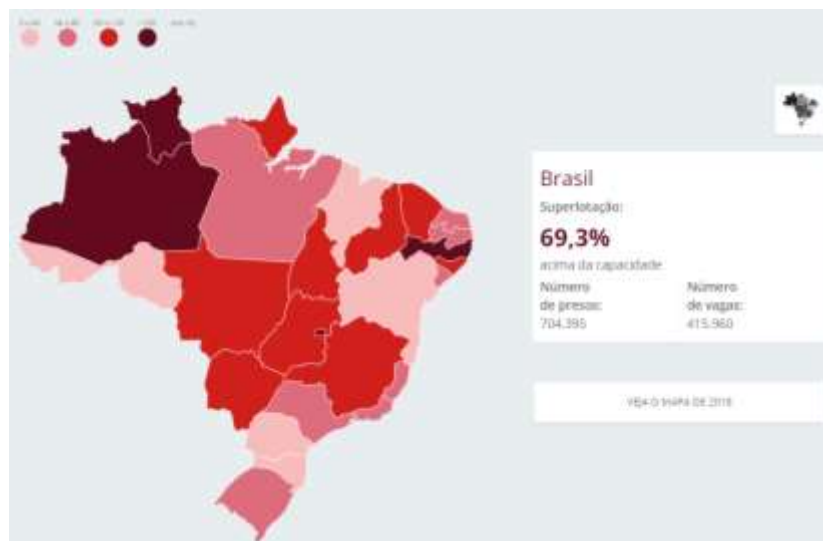 Brasil
Superlotação:
69,3%
acima da capacidade
Número
de presos:
704.395
Número
de vagas:
415.960
VEJA O MAPA DE 2018